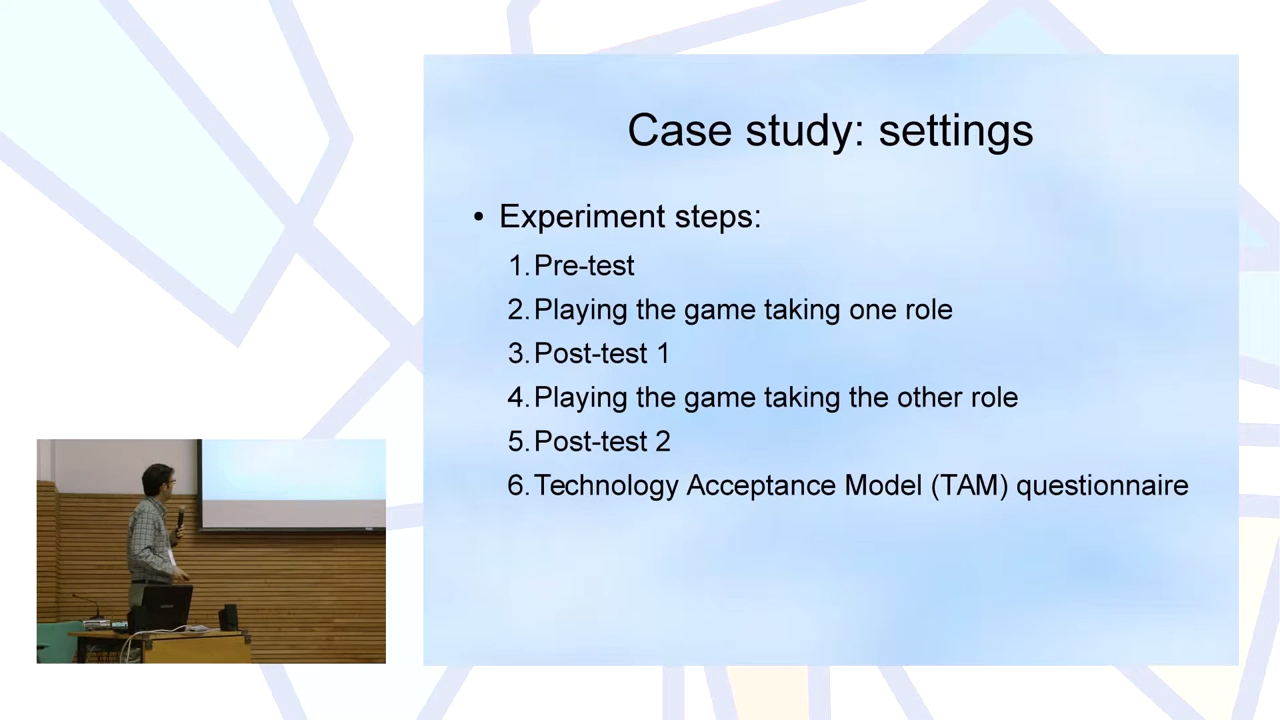 Case study: settings
• Experiment steps:
1. Pre-test
2. Playing the game taking one role
3. Post-test 1
4. Playing the game taking the other role
5. Post-test 2
6. Technology Acceptance Model (TAM) questionnaire